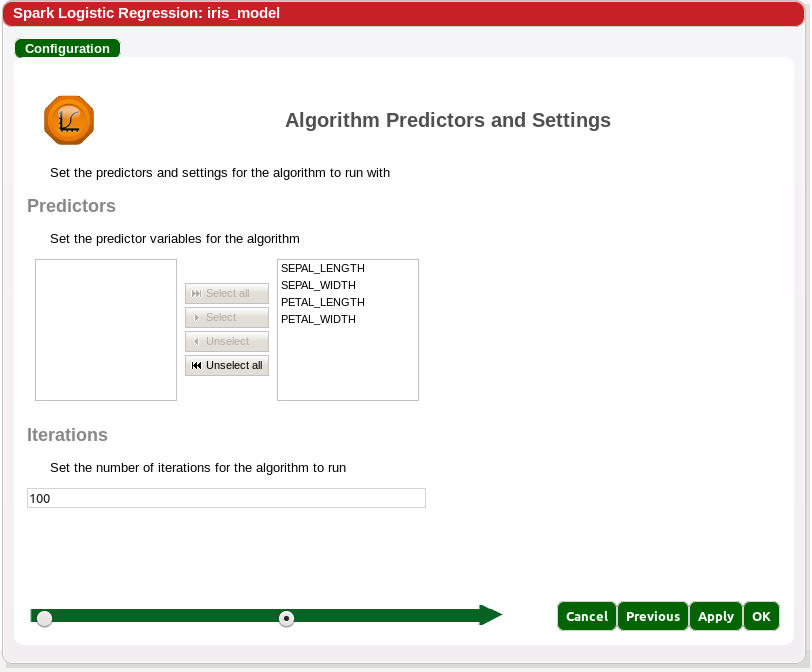 Spark Logistic Regression: iris_model
Configuration
Algorithm Predictors and Settings
Set the predictors and settings for the algorithm to run with
Predictors
Set the predictor variables for the algorithm
Select all
Select
Unselect
Unselect all
SEPAL_LENGTH
SEPAL_WIDTH
PETAL_LENGTH
PETAL_WIDTH
Iterations
Set the number of iterations for the algorithm to run
100
Cancel Previous Apply OK